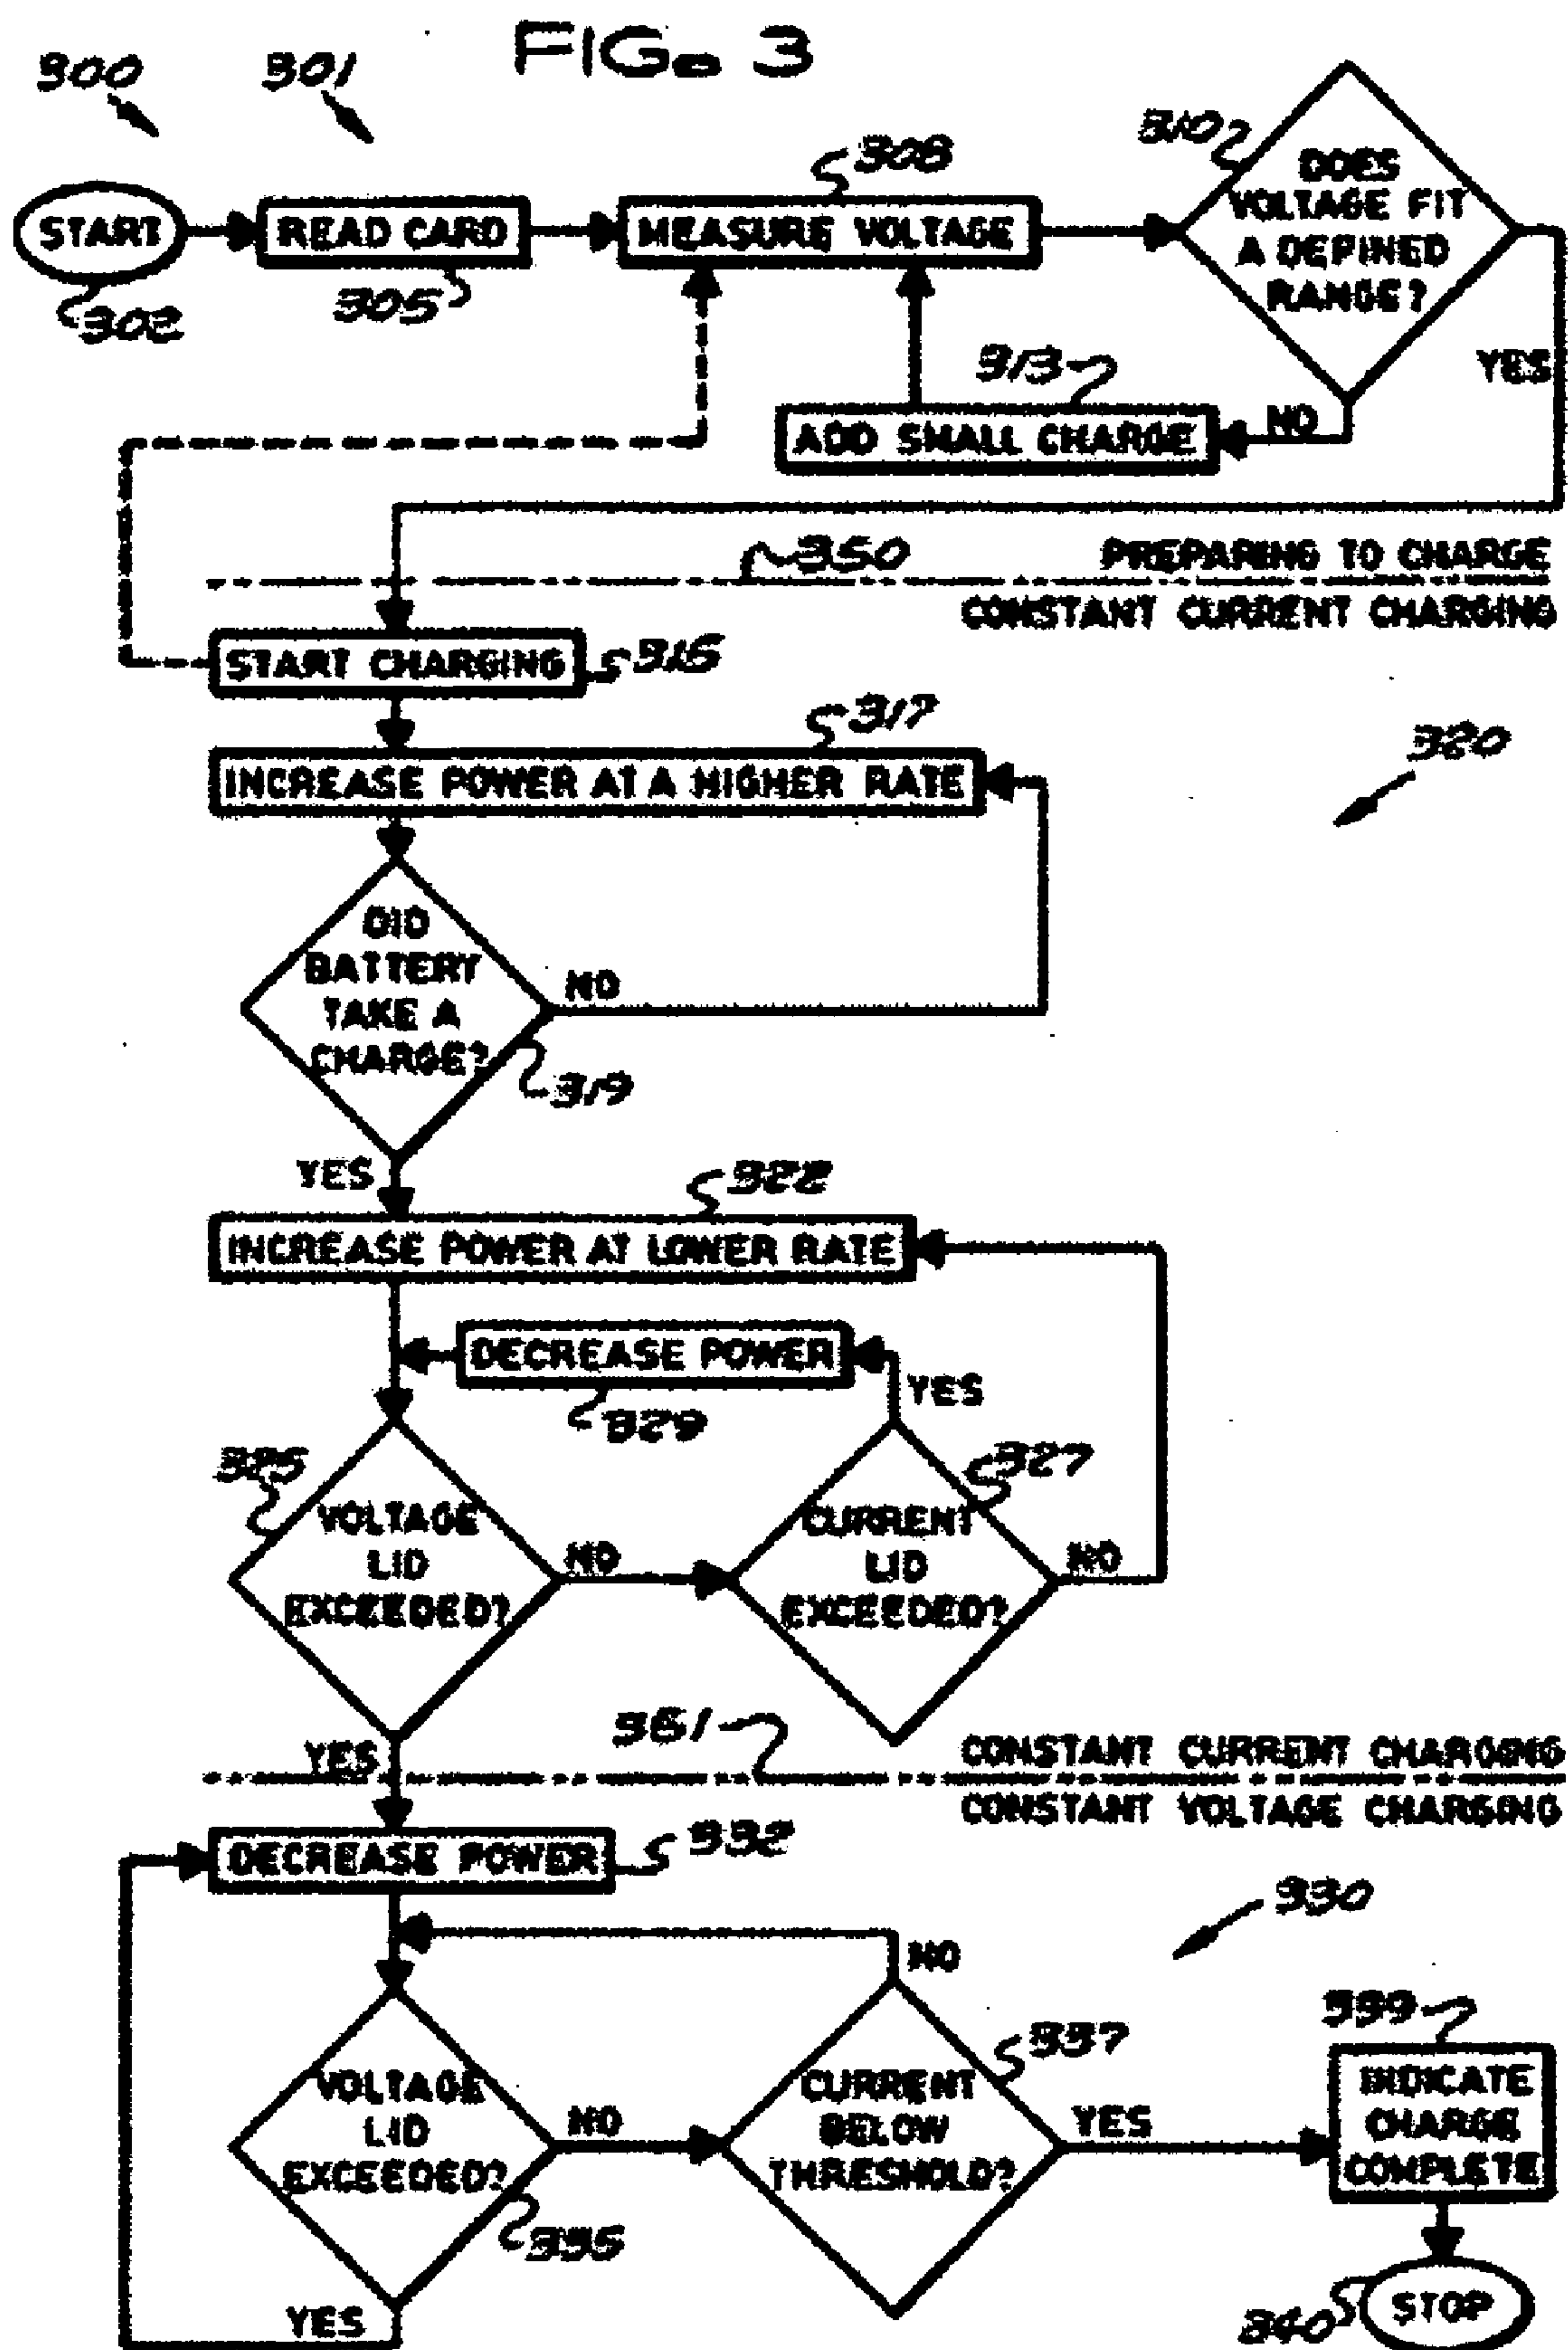 FIG. 3
300
301
308
310
DOES
VOLTAGE FIT
A DEFINED
RANGE?
START
READ CARD
MEASURE VOLTAGE
302
305
313
YES
ADD SMALL CHARGE
NO
350
PREPARING TO CHARGE
CONSTANT CURRENT CHARGING
START CHARGING
316
317
320
INCREASE POWER AT A HIGHER RATE
DID
BATTERY
TAKE A
CHARGE?
NO
319
YES
322
INCREASE POWER AT LOWER RATE
DECREASE POWER
YES
329
325
327
VOLTAGE
LID
EXCEEDED?
NO
CURRENT
LID
EXCEEDED?
NO
361
YES
CONSTANT CURRENT CHARGING
CONSTANT VOLTAGE CHARGING
DECREASE POWER
332
330
NO
339
337
VOLTAGE
LID
EXCEEDED?
NO
CURRENT
BELOW
THRESHOLD?
YES
INDICATE
CHARGE
COMPLETE
335
YES
340
STOP